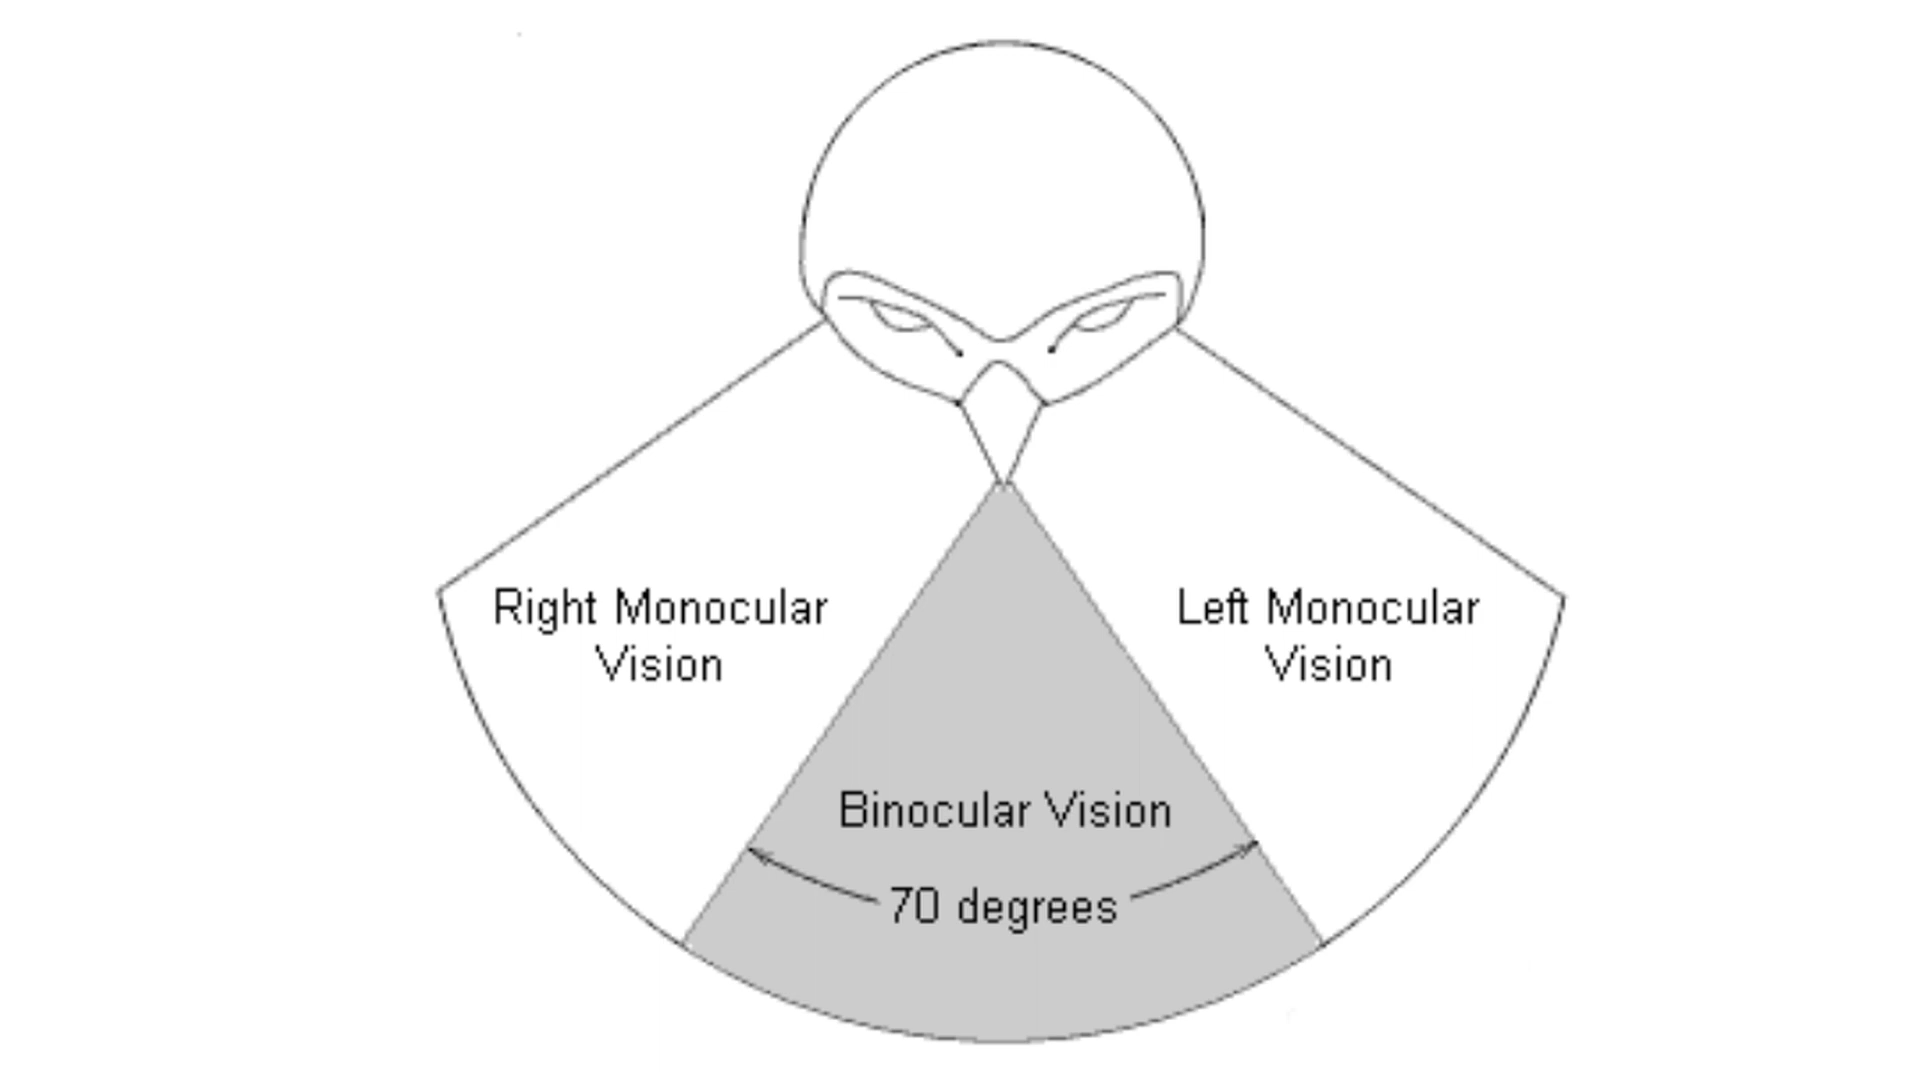 Right Monocular
Vision
Left Monocular
Vision
Binocular Vision
70 degrees